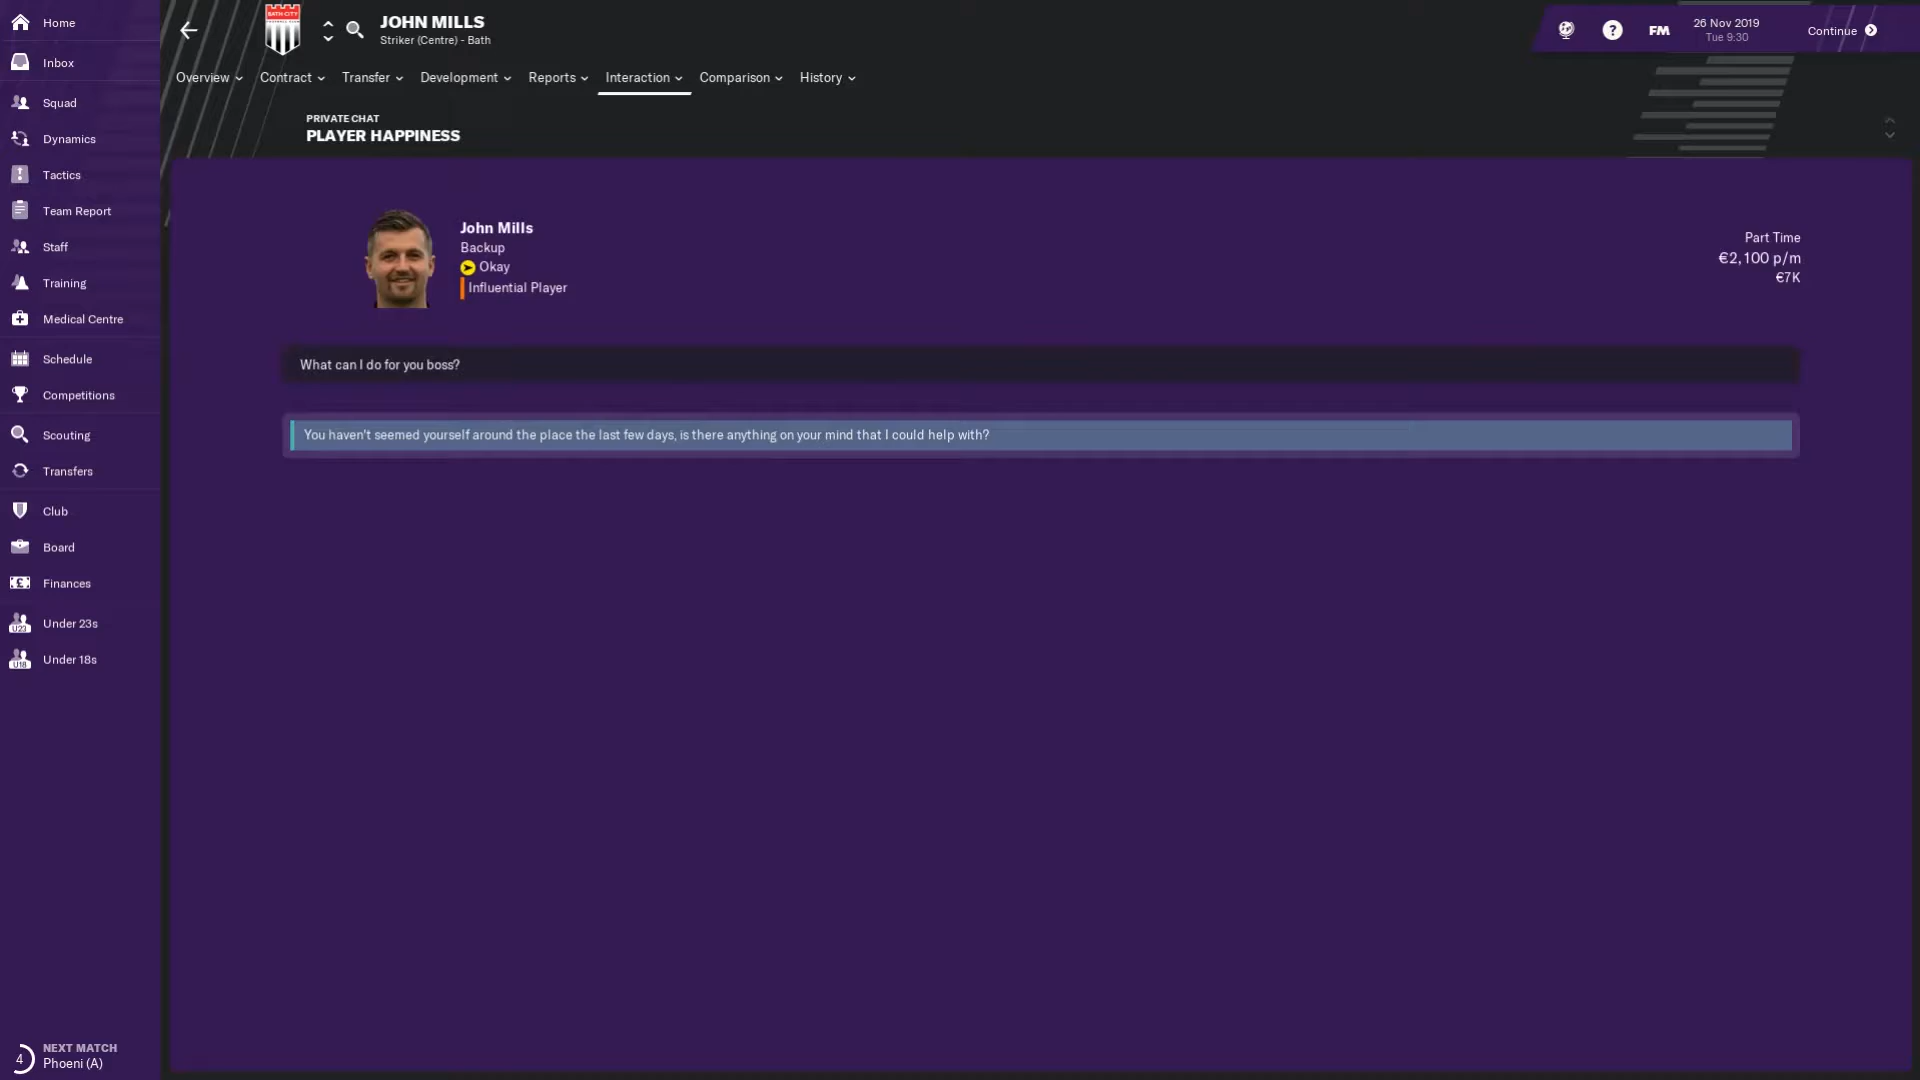 Home
Inbox
Squad
Dynamics
Tactics
Team Report
Staff
Training
Medical Centre
Schedule
Competitions
Scouting
Transfers
Club
Board
Finances
U23
Under 23s
U18
Under 18s
4
NEXT MATCH
Phoeni (A)
BATH CITY
JOHN MILLS
Striker (Centre) - Bath
? FM
26 Nov 2019
Tue 9:30
Continue
Overview Contract Transfer Development Reports Interaction Comparison History
PRIVATE CHAT
PLAYER HAPPINESS
John Mills
Backup
Okay
Influential Player
Part Time
€2,100 p/m
€7K
What can I do for you boss?
You haven't seemed yourself around the place the last few days, is there anything on your mind that I could help with?